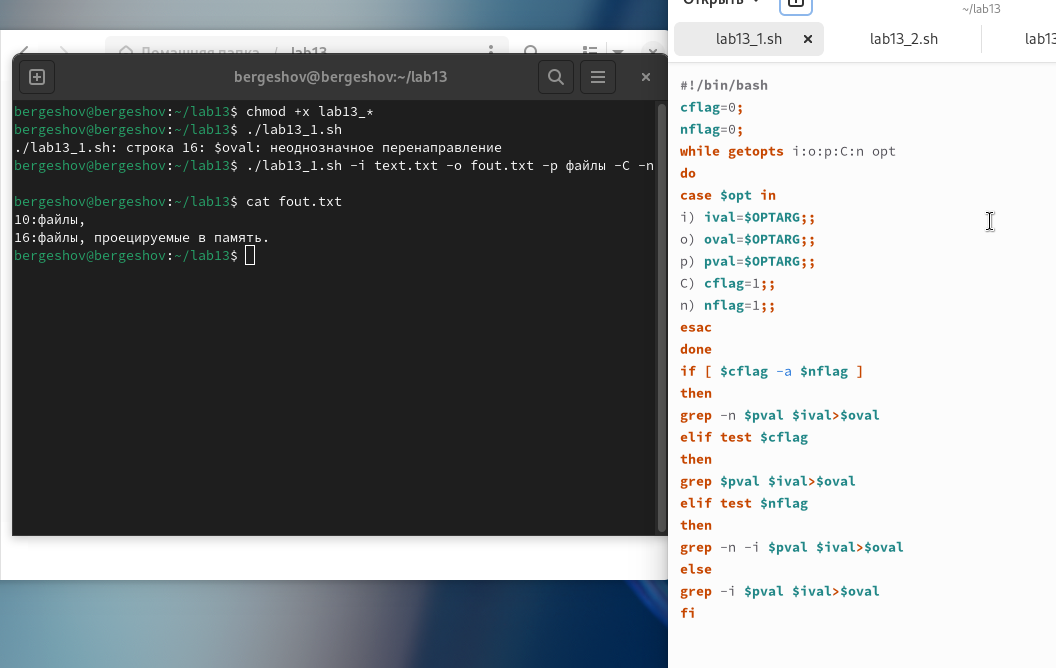 Открыть
~/lab13
lab13_1.sh
lab13_2.sh
lab13
Домашняя папка / lab13
bergeshov@bergeshov:~/lab13
bergeshov@bergeshov:~/lab13$ chmod +x lab13_*
bergeshov@bergeshov:~/lab13$ ./lab13_1.sh
./lab13_1.sh: строка 16: $oval: неоднозначное перенаправление
bergeshov@bergeshov:~/lab13$ ./lab13_1.sh -i text.txt -o fout.txt -p файлы -C -n
bergeshov@bergeshov:~/lab13$ cat fout.txt
10:файлы,
16:файлы, проецируемые в память.
bergeshov@bergeshov:~/lab13$
#!/bin/bash
cflag=0;
nflag=0;
while getopts i:o:p:C:n opt
do
case $opt in
i) ival=$OPTARG;;
o) oval=$OPTARG;;
p) pval=$OPTARG;;
C) cflag=1;;
n) nflag=1;;
esac
done
if [ $cflag -a $nflag ]
then
grep -n $pval $ival>$oval
elif test $cflag
then
grep $pval $ival>$oval
elif test $nflag
then
grep -n -i $pval $ival>$oval
else
grep -i $pval $ival>$oval
fi